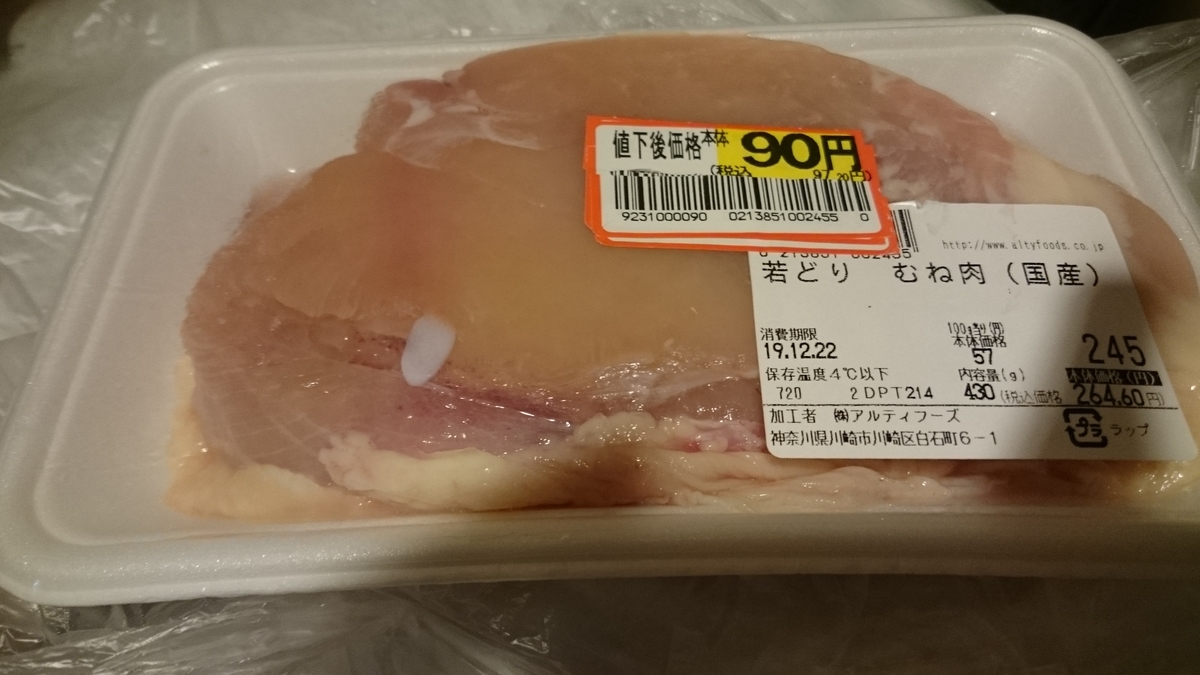 値下後価格本体 90円
(税込 97.20円)
9231000090 0213851002455 0
http://www.altyfoods.co.jp
若どり むね肉(国産)
消費期限
19.12.22
100g当り(円)
本体価格
57
245
本体価格(円)
保存温度4℃以下
内容量(g)
720 2DPT214
430
(税込価格 264.60円)
加工者 ㈱アルティフーズ
神奈川県川崎市川崎区白石町6-1
プラ ラップ